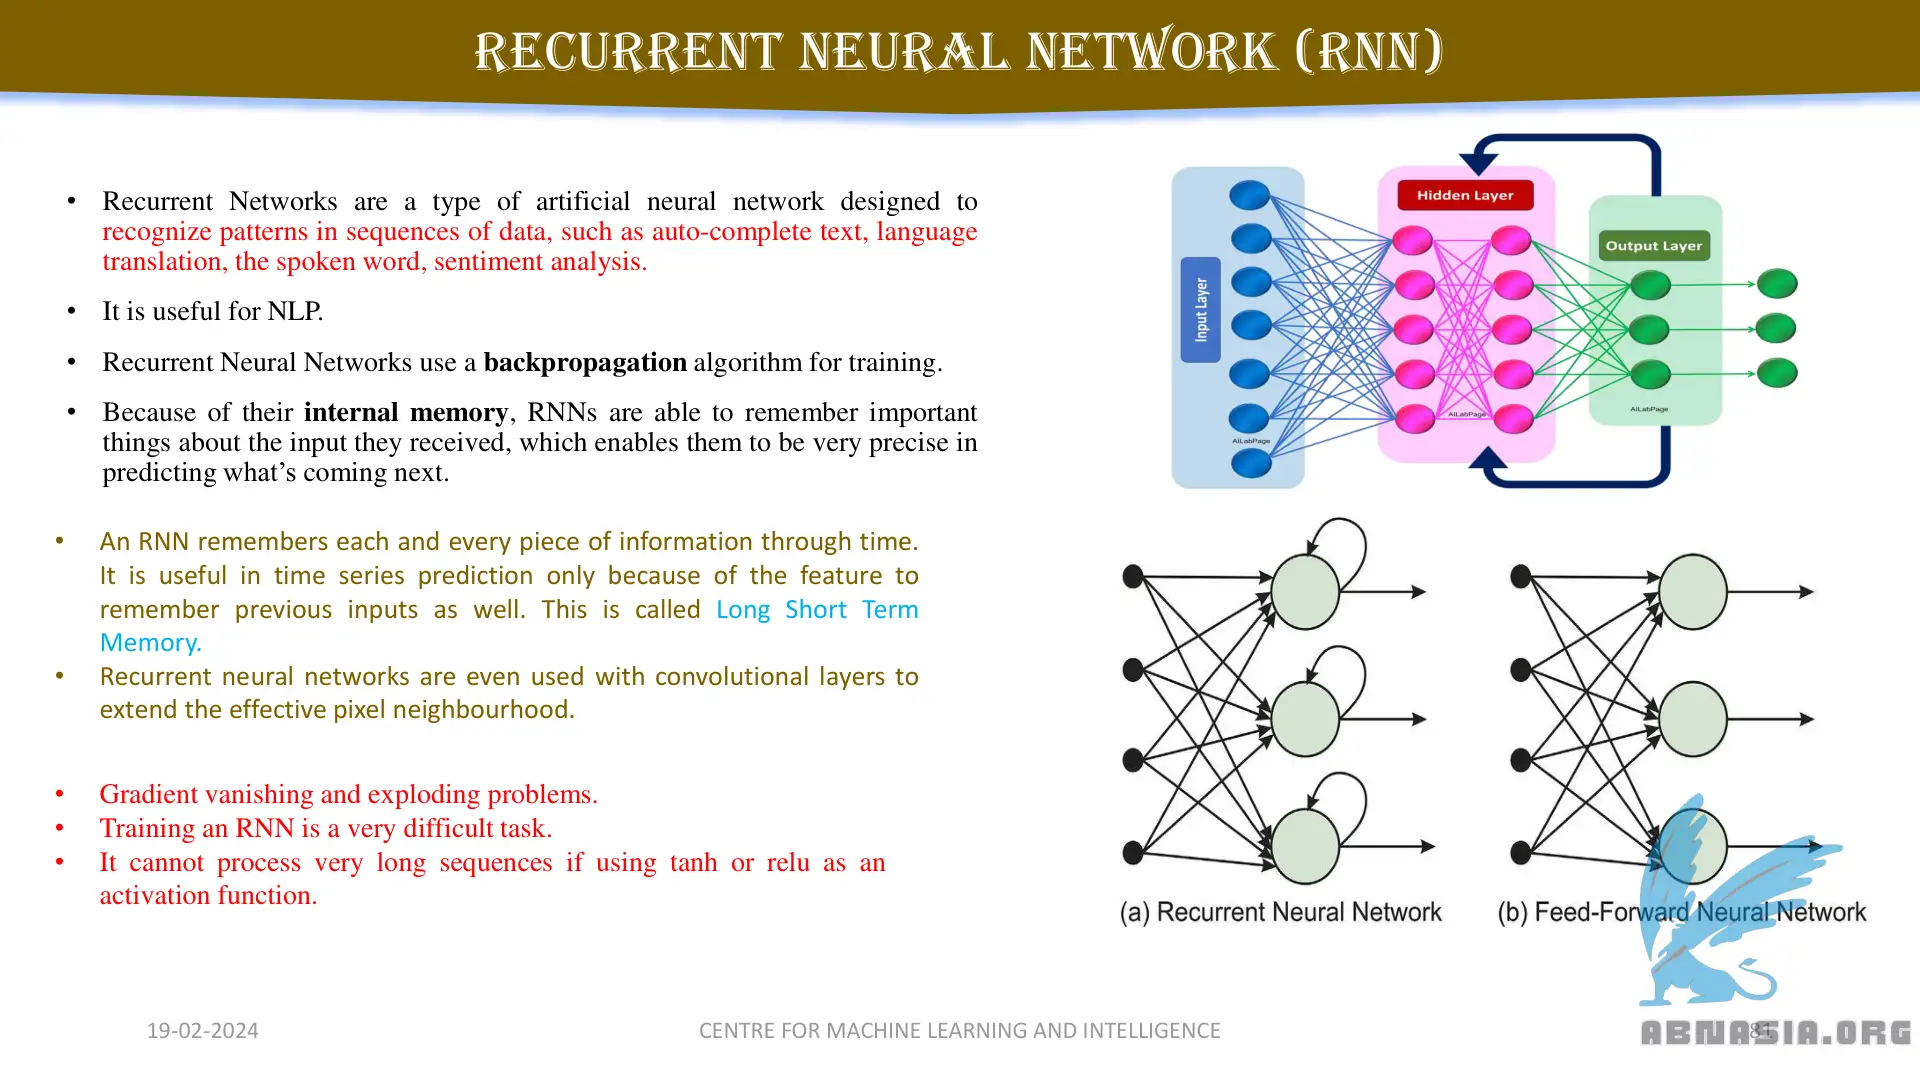 RECURRENT NEURAL NETWORK (RNN)
• Recurrent Networks are a type of artificial neural network designed to
recognize patterns in sequences of data, such as auto-complete text, language
translation, the spoken word, sentiment analysis.
• It is useful for NLP.
• Recurrent Neural Networks use a backpropagation algorithm for training.
• Because of their internal memory, RNNs are able to remember important
things about the input they received, which enables them to be very precise in
predicting what’s coming next.
• An RNN remembers each and every piece of information through time.
It is useful in time series prediction only because of the feature to
remember previous inputs as well. This is called Long Short Term
Memory.
• Recurrent neural networks are even used with convolutional layers to
extend the effective pixel neighbourhood.
• Gradient vanishing and exploding problems.
• Training an RNN is a very difficult task.
• It cannot process very long sequences if using tanh or relu as an
activation function.
Input Layer
AILabPage
Hidden Layer
AILabPage
Output Layer
AILabPage
(a) Recurrent Neural Network
(b) Feed-Forward Neural Network
19-02-2024
CENTRE FOR MACHINE LEARNING AND INTELLIGENCE
81
ABNASIA.ORG